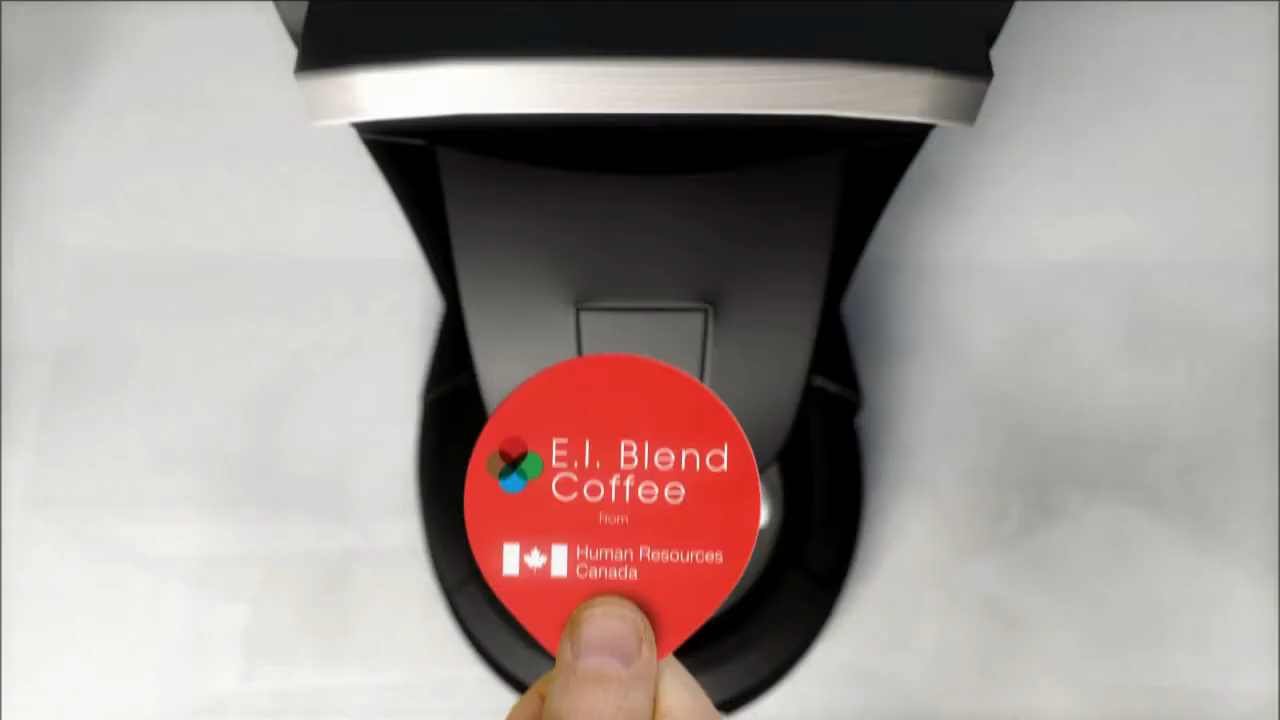 E.I. Blend
Coffee
from
Human Resources
Canada